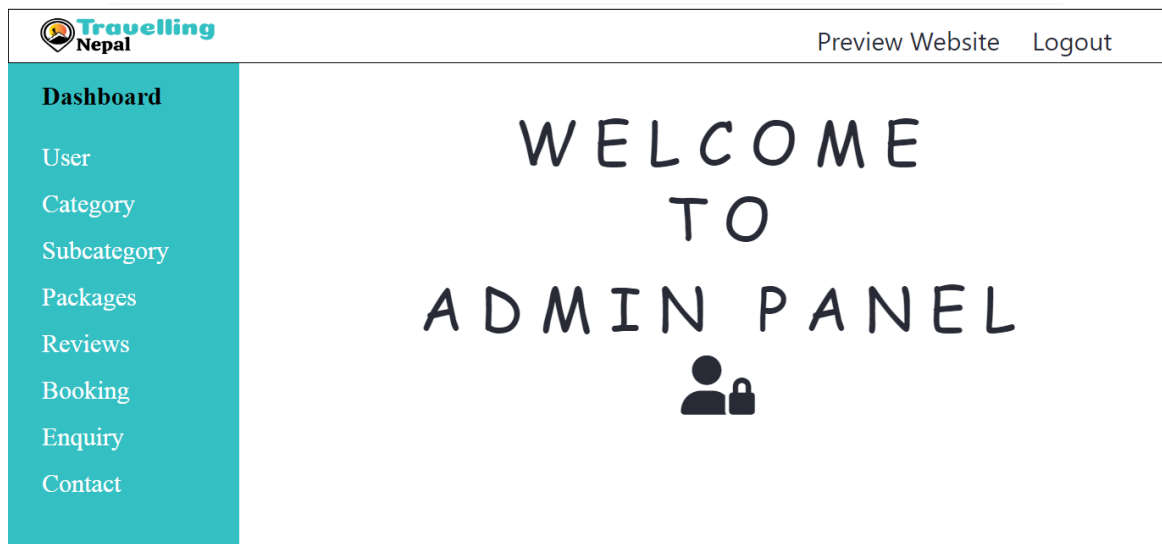 Travelling
Nepal
Preview Website Logout
Dashboard
User
Category
Subcategory
Packages
Reviews
Booking
Enquiry
Contact
WELCOME
TO
ADMIN PANEL